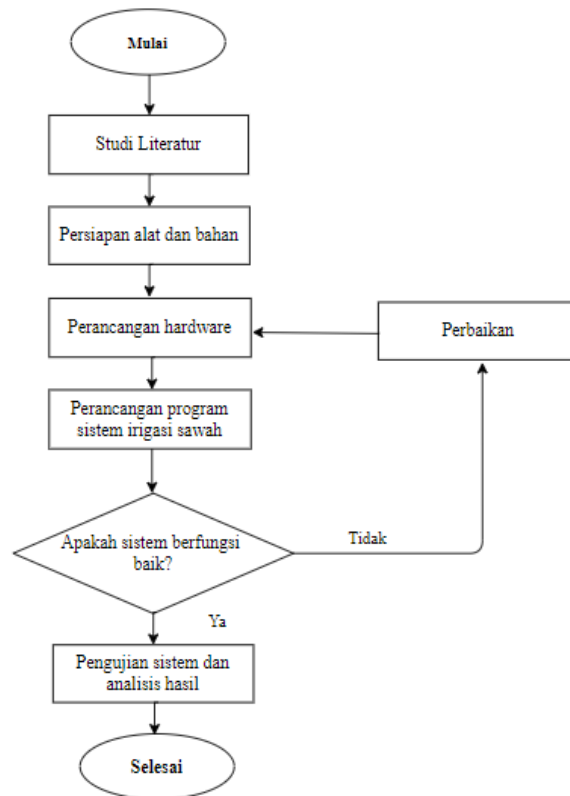 Mulai
Studi Literatur
Persiapan alat dan bahan
Perancangan hardware
Perbaikan
Perancangan program
sistem irigasi sawah
Apakah sistem berfungsi
baik?
Tidak
Ya
Pengujian sistem dan
analisis hasil
Selesai